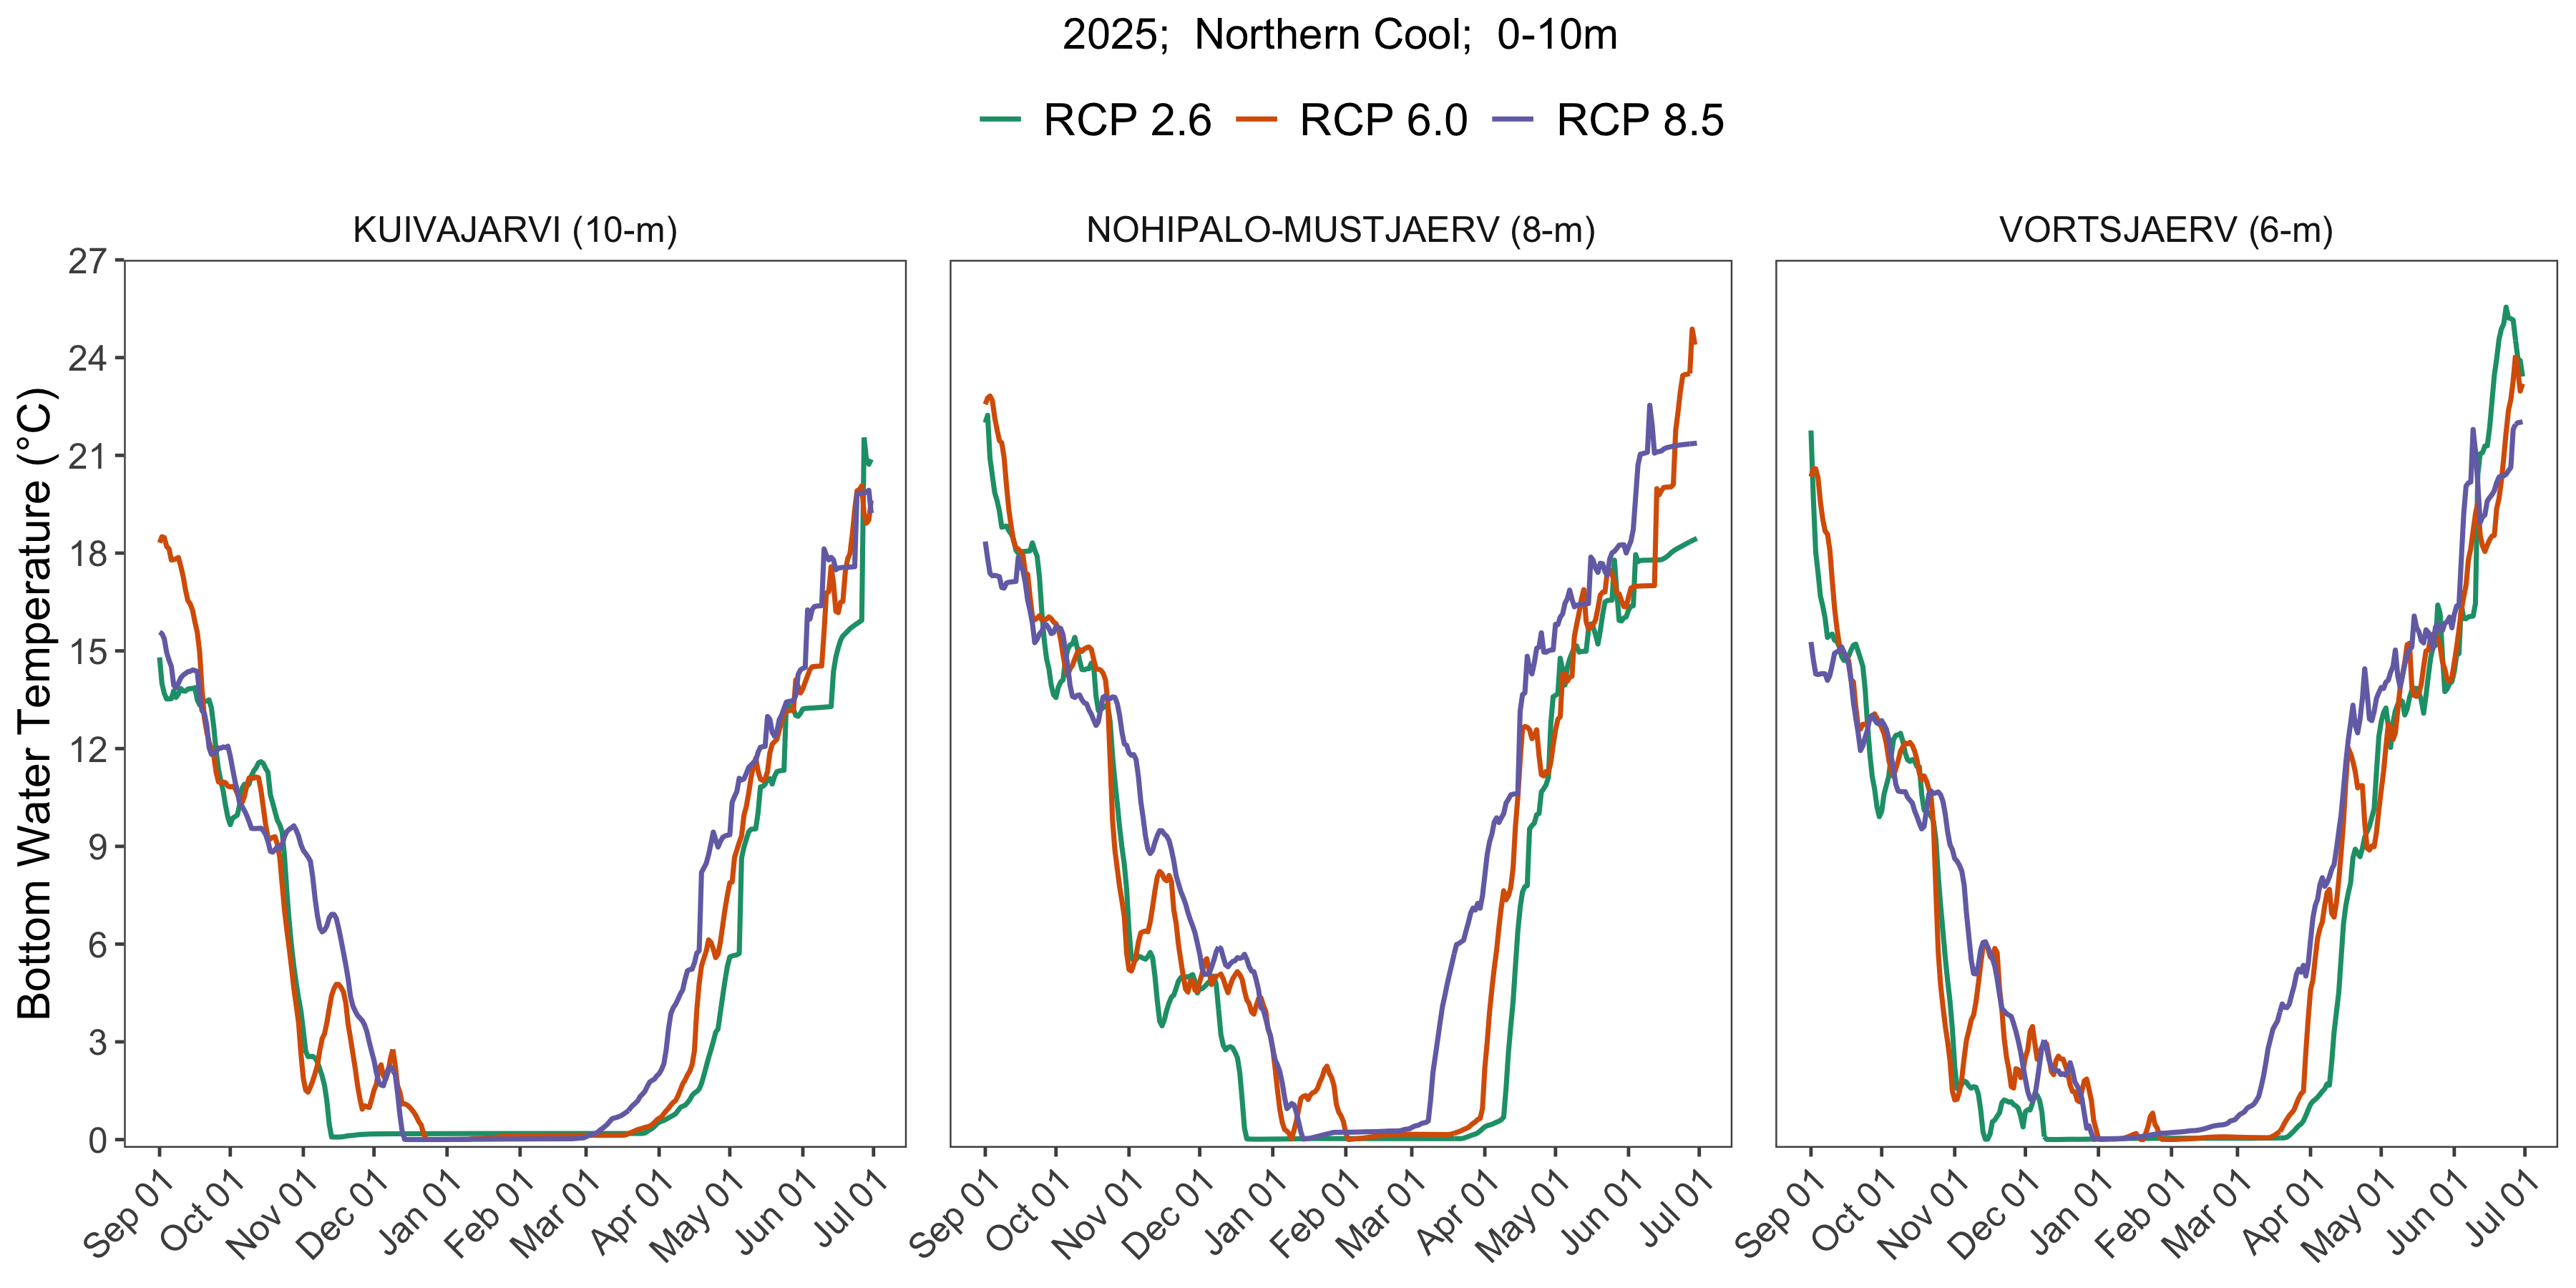 2025;  Northern Cool;  0-10m
RCP 2.6 RCP 6.0 RCP 8.5
KUIVAJARVI (10-m) NOHIPALO-MUSTJAERV (8-m) VORTSJAERV (6-m)
Bottom Water Temperature (°C)
27
24
21
18
15
12
9
6
3
0
Sep 01 Oct 01 Nov 01 Dec 01 Jan 01 Feb 01 Mar 01 Apr 01 May 01 Jun 01 Jul 01 Sep 01 Oct 01 Nov 01 Dec 01 Jan 01 Feb 01 Mar 01 Apr 01 May 01 Jun 01 Jul 01 Sep 01 Oct 01 Nov 01 Dec 01 Jan 01 Feb 01 Mar 01 Apr 01 May 01 Jun 01 Jul 01